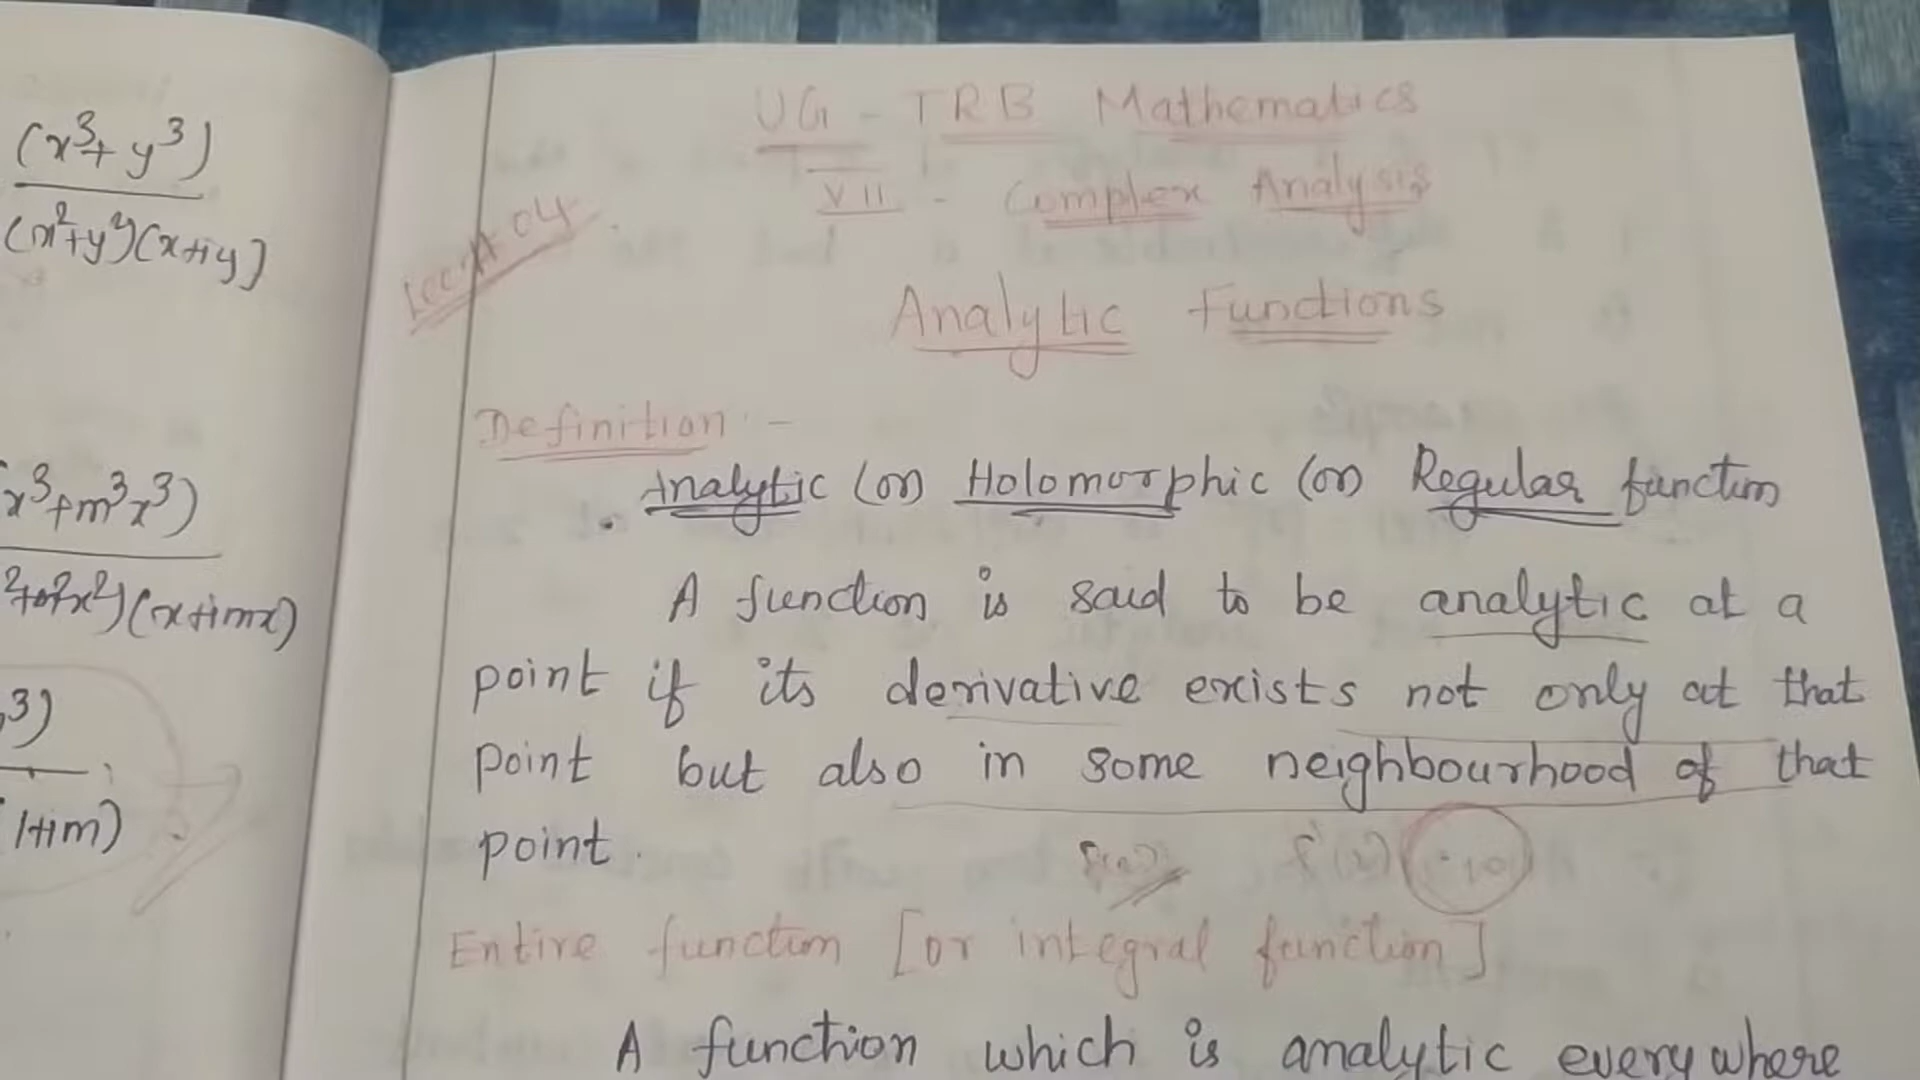 (x³+ y³)
(x²+y²)(x+iy)
x³+m³x³)
(x+imx)
3)
1+im)
UG - TRB Mathematics
VII - Complex Analysis
Analytic Functions
Definition:-
Analytic (or) Holomorphic (or) Regular function
A function is said to be analytic at a
point if its derivative exists not only at that
point but also in some neighbourhood of that
point.
Entire function [or integral function]
A function which is analytic everywhere